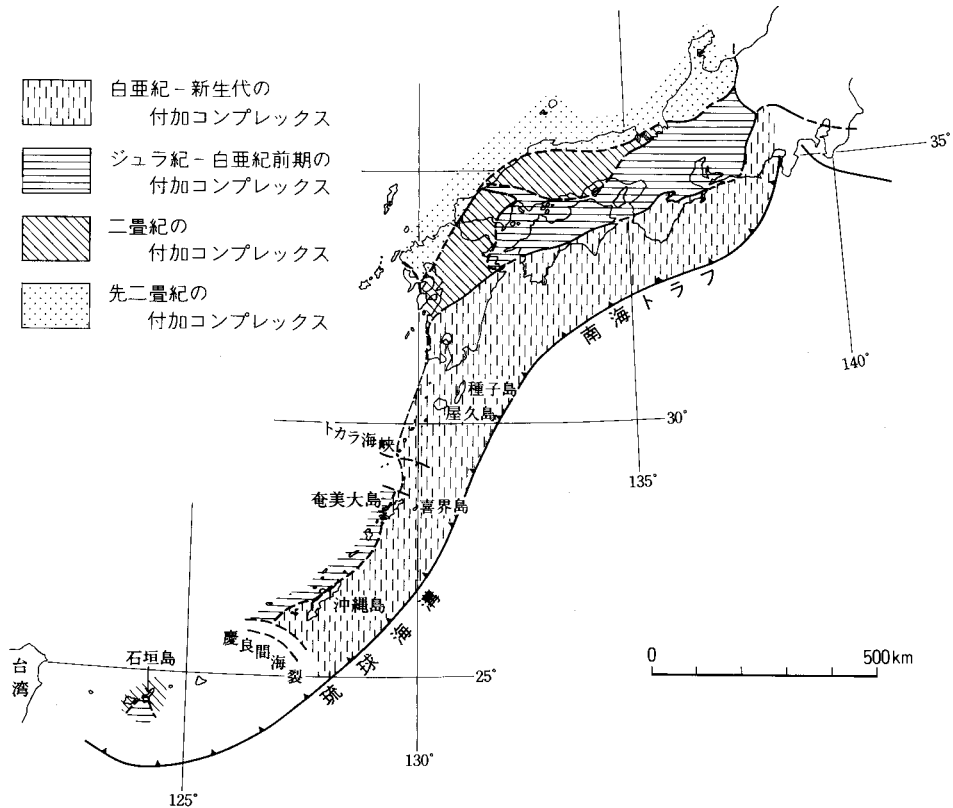 白亜紀－新生代の
付加コンプレックス
ジュラ紀－白亜紀前期の
付加コンプレックス
二畳紀の
付加コンプレックス
先二畳紀の
付加コンプレックス
35°
140°
南海トラフ
種子島
屋久島
30°
トカラ海峡
135°
奄美大島
喜界島
沖縄島
琉球海溝
慶良間海裂
0
500km
石垣島
台湾
25°
130°
125°